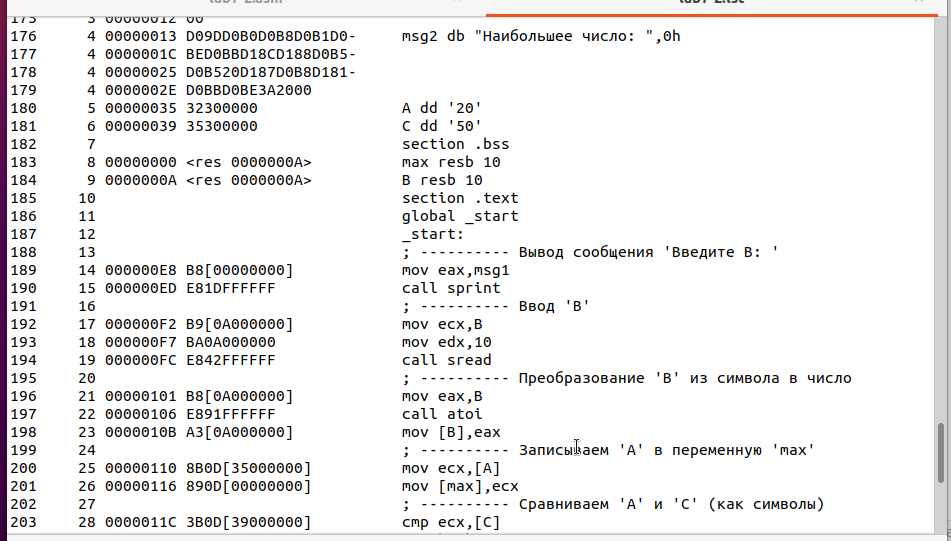 173 3 00000012 00
176 4 00000013 D09DD0B0D0B8D0B1D0- msg2 db "Наибольшее число: ",0h
177 4 0000001C BED0BBD18CD188D0B5-
178 4 00000025 D0B520D187D0B8D181-
179 4 0000002E D0BBD0BE3A2000
180 5 00000035 32300000 A dd '20'
181 6 00000039 35300000 C dd '50'
182 7 section .bss
183 8 00000000 <res 0000000A> max resb 10
184 9 0000000A <res 0000000A> B resb 10
185 10 section .text
186 11 global _start
187 12 _start:
188 13 ; ---------- Вывод сообщения 'Введите B: '
189 14 000000E8 B8[00000000] mov eax,msg1
190 15 000000ED E81DFFFFFF call sprint
191 16 ; ---------- Ввод 'B'
192 17 000000F2 B9[0A000000] mov ecx,B
193 18 000000F7 BA0A000000 mov edx,10
194 19 000000FC E842FFFFFF call sread
195 20 ; ---------- Преобразование 'B' из символа в число
196 21 00000101 B8[0A000000] mov eax,B
197 22 00000106 E891FFFFFF call atoi
198 23 0000010B A3[0A000000] mov [B],eax
199 24 ; ---------- Записываем 'A' в переменную 'max'
200 25 00000110 8B0D[35000000] mov ecx,[A]
201 26 00000116 890D[00000000] mov [max],ecx
202 27 ; ---------- Сравниваем 'A' и 'C' (как символы)
203 28 0000011C 3B0D[39000000] cmp ecx,[C]